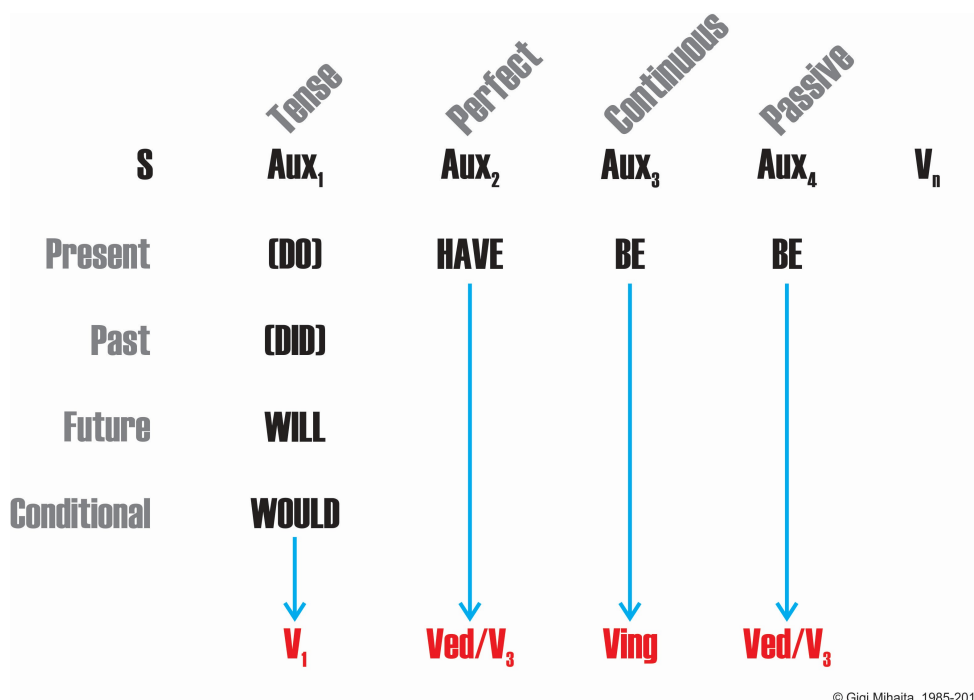 Tense Perfect Continuous Passive
S Aux₁ Aux₂ Aux₃ Aux₄ Vₙ
Present (DO) HAVE BE BE
Past (DID)
Future WILL
Conditional WOULD
V₁ Ved/V₃ Ving Ved/V₃
© Gigi Mihaita, 1985-201